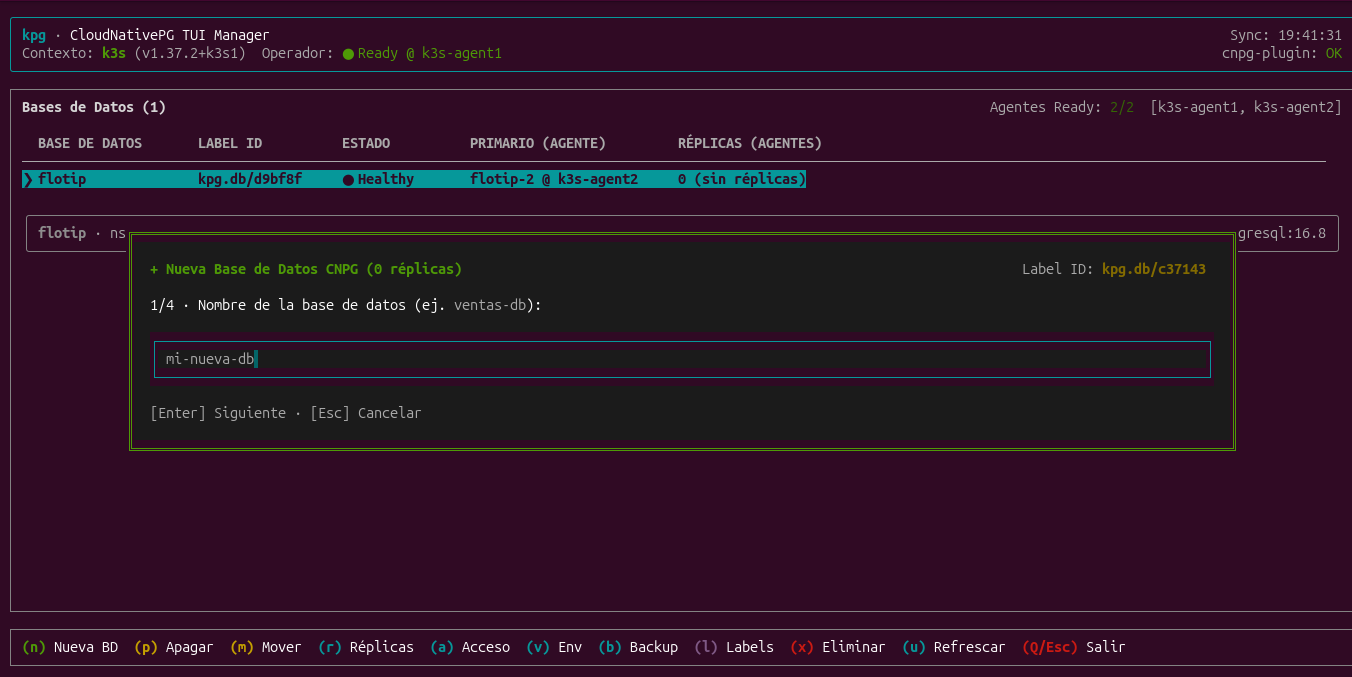 kpg · CloudNativePG TUI Manager Sync: 19:41:31
Contexto: k3s (v1.37.2+k3s1) Operador: ● Ready @ k3s-agent1 cnpg-plugin: OK
Bases de Datos (1) Agentes Ready: 2/2 [k3s-agent1, k3s-agent2]
BASE DE DATOS LABEL ID ESTADO PRIMARIO (AGENTE) RÉPLICAS (AGENTES)
❯ flotip kpg.db/d9bf8f ● Healthy flotip-2 @ k3s-agent2 0 (sin réplicas)
flotip · ns gresql:16.8
+ Nueva Base de Datos CNPG (0 réplicas) Label ID: kpg.db/c37143
1/4 · Nombre de la base de datos (ej. ventas-db):
mi-nueva-db
[Enter] Siguiente · [Esc] Cancelar
(n) Nueva BD (p) Apagar (m) Mover (r) Réplicas (a) Acceso (v) Env (b) Backup (l) Labels (x) Eliminar (u) Refrescar (Q/Esc) Salir